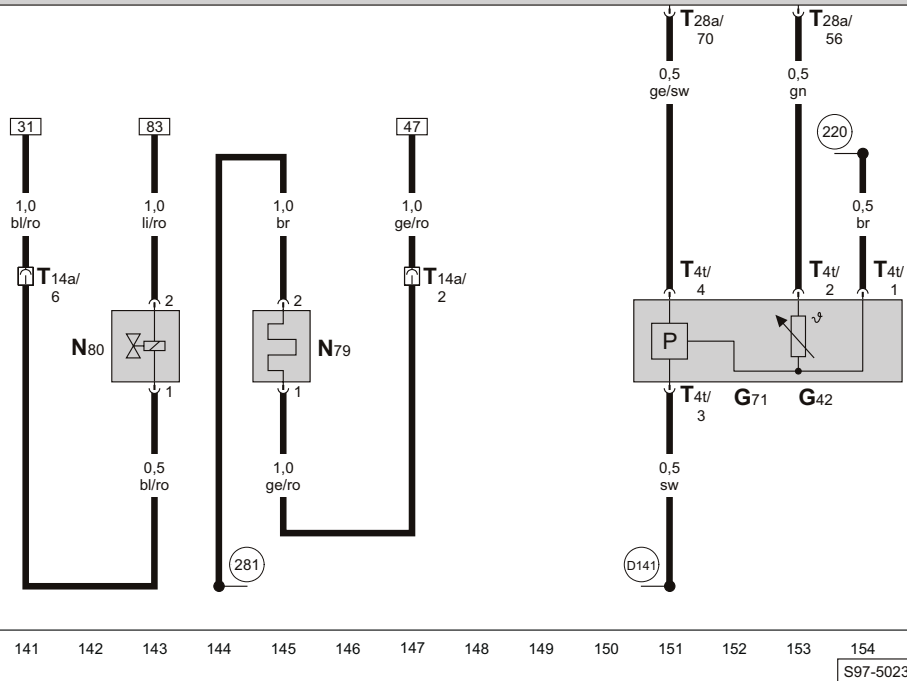 T28a/
70
T28a/
56
0,5
ge/sw
0,5
gn
31
83
47
220
1,0
bl/ro
1,0
li/ro
1,0
br
1,0
ge/ro
0,5
br
T14a/
6
T14a/
2
T4t/
4
T4t/
2
T4t/
1
2
2
N80
N79
P
ϑ
1
1
T4t/
3
G71
G42
0,5
bl/ro
1,0
ge/ro
0,5
sw
281
D141
141 142 143 144 145 146 147 148 149 150 151 152 153 154
S97-5023